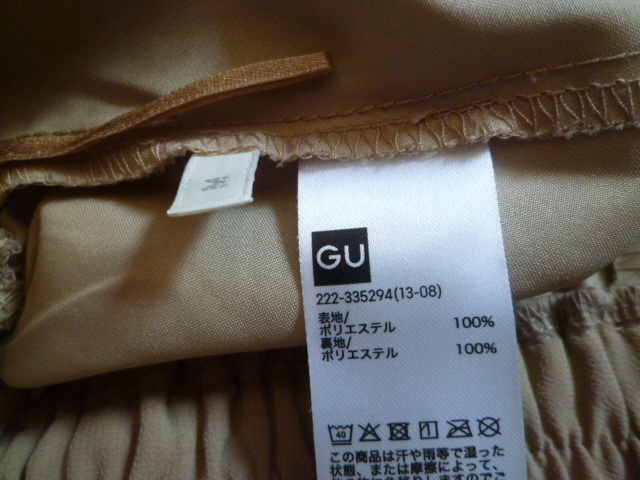 M
GU
222-335294(13-08)
表地/
ポリエステル 100%
裏地/
ポリエステル 100%
40
この商品は汗や雨等で湿った
状態、または摩擦によって、